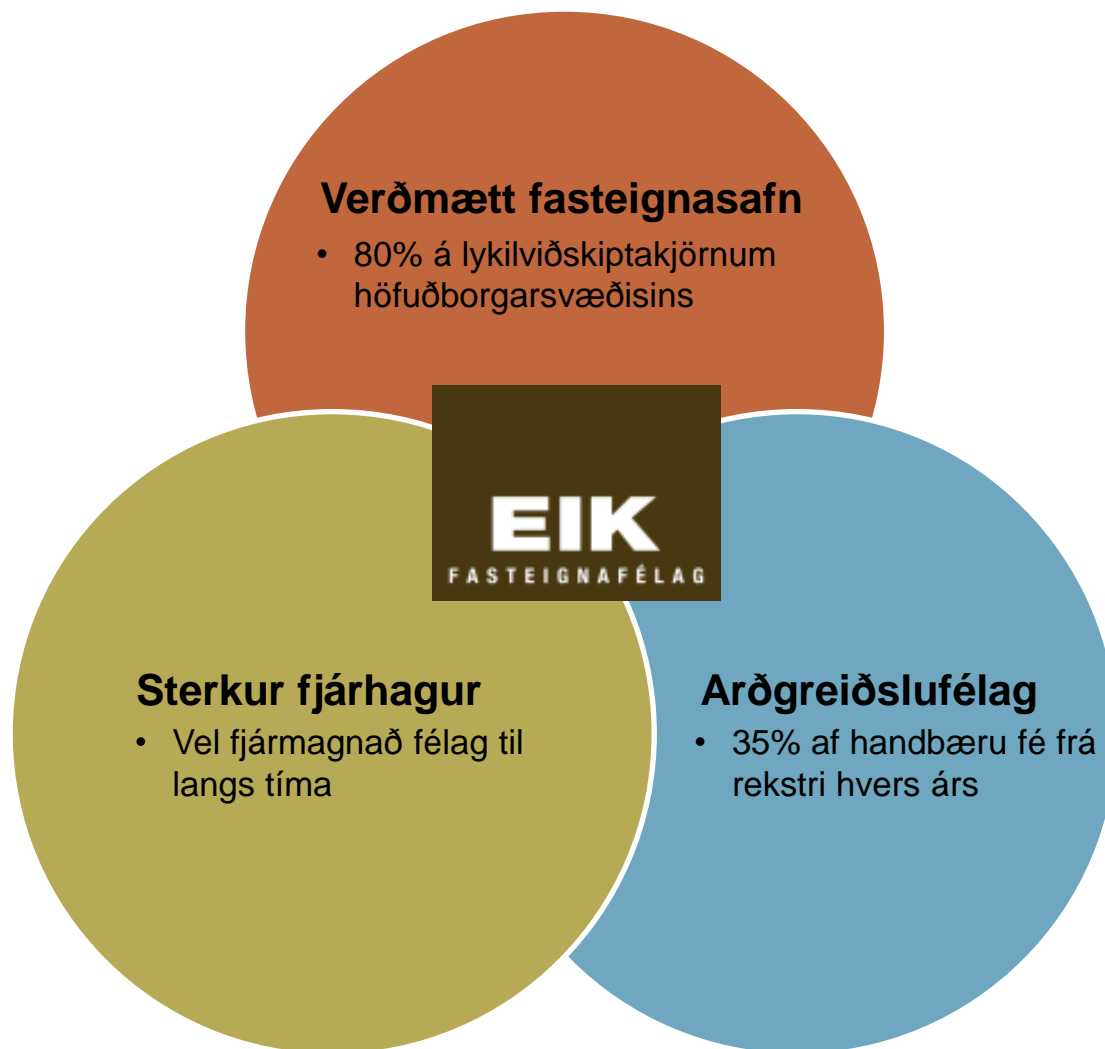 Verðmætt fasteignasafn
• 80% á lykilviðskiptakjörnum
höfuðborgarsvæðisins
EIK
FASTEIGNAFÉLAG
Sterkur fjárhagur
• Vel fjármagnað félag til
langs tíma
Arðgreiðslufélag
• 35% af handbæru fé frá
rekstri hvers árs